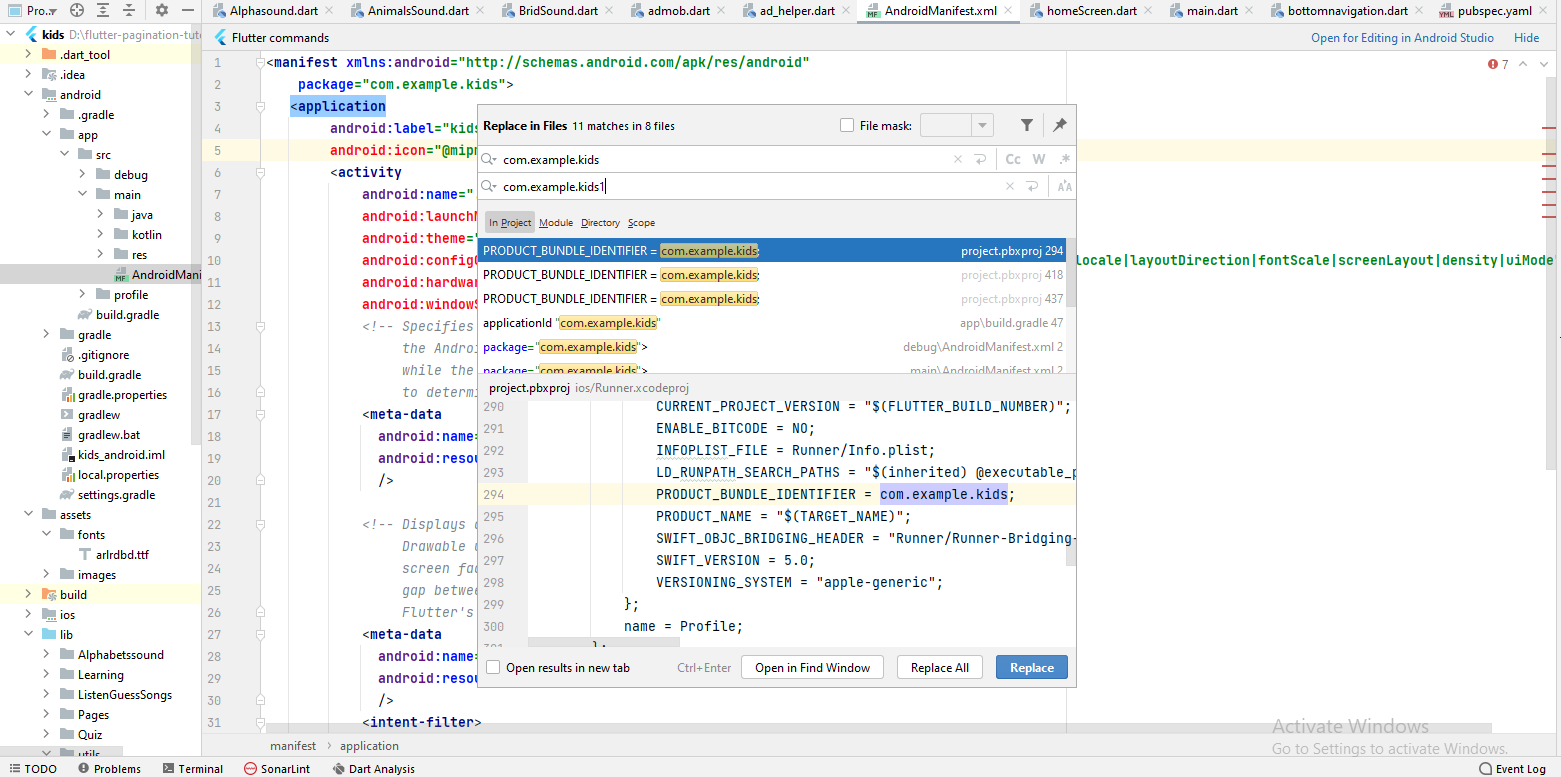 Pro...
Alphasound.dart
AnimalsSound.dart
BridSound.dart
admob.dart
ad_helper.dart
AndroidManifest.xml
homeScreen.dart
main.dart
bottomnavigation.dart
pubspec.yaml
kids D:\flutter-pagination-tut
.dart_tool
.idea
android
.gradle
app
src
debug
main
java
kotlin
res
AndroidMani
profile
build.gradle
gradle
.gitignore
build.gradle
gradle.properties
gradlew
gradlew.bat
kids_android.iml
local.properties
settings.gradle
assets
fonts
arlrdbd.ttf
images
build
ios
lib
Alphabetssound
Learning
ListenGuessSongs
Pages
Quiz
utils
Flutter commands
Open for Editing in Android Studio
Hide
7
1 <manifest xmlns:android="http://schemas.android.com/apk/res/android"
2 package="com.example.kids">
3 <application
4 android:label="kids
5 android:icon="@mipm
6 <activity
7 android:name="
8 android:launchM
9 android:theme="
10 android:configC
locale|layoutDirection|fontScale|screenLayout|density|uiMode"
11 android:hardwar
12 android:windowS
13 <!-- Specifies
14 the Androi
15 while the
16 to determi
17 <meta-data
18 android:name=
19 android:resou
20 />
21
22 <!-- Displays a
23 Drawable
24 screen fad
25 gap betwee
26 Flutter's
27 <meta-data
28 android:name=
29 android:resou
30 />
31 <intent-filter>
Replace in Files 11 matches in 8 files
File mask:
com.example.kids
Cc W .*
com.example.kids1
In Project Module Directory Scope
PRODUCT_BUNDLE_IDENTIFIER = com.example.kids; project.pbxproj 294
PRODUCT_BUNDLE_IDENTIFIER = com.example.kids; project.pbxproj 418
PRODUCT_BUNDLE_IDENTIFIER = com.example.kids; project.pbxproj 437
applicationId "com.example.kids" app\build.gradle 47
package="com.example.kids"> debug\AndroidManifest.xml 2
package="com.example.kids"> main\AndroidManifest.xml 2
project.pbxproj ios/Runner.xcodeproj
290 CURRENT_PROJECT_VERSION = "$(FLUTTER_BUILD_NUMBER)";
291 ENABLE_BITCODE = NO;
292 INFOPLIST_FILE = Runner/Info.plist;
293 LD_RUNPATH_SEARCH_PATHS = "$(inherited) @executable_p
294 PRODUCT_BUNDLE_IDENTIFIER = com.example.kids;
295 PRODUCT_NAME = "$(TARGET_NAME)";
296 SWIFT_OBJC_BRIDGING_HEADER = "Runner/Runner-Bridging-
297 SWIFT_VERSION = 5.0;
298 VERSIONING_SYSTEM = "apple-generic";
299 };
300 name = Profile;
301 };
Open results in new tab
Ctrl+Enter
Open in Find Window
Replace All
Replace
Activate Windows
Go to Settings to activate Windows.
manifest › application
TODO
Problems
Terminal
SonarLint
Dart Analysis
Event Log